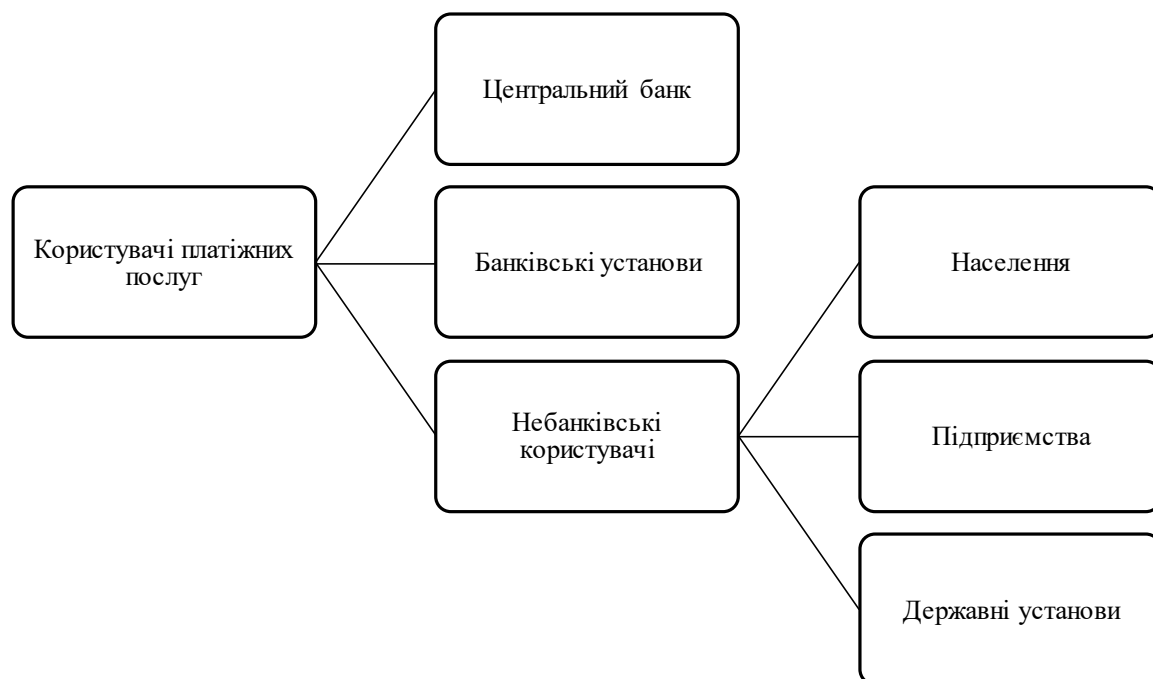 Центральний банк
Користувачі платіжних
послуг
Банківські установи
Населення
Небанківські
користувачі
Підприємства
Державні установи